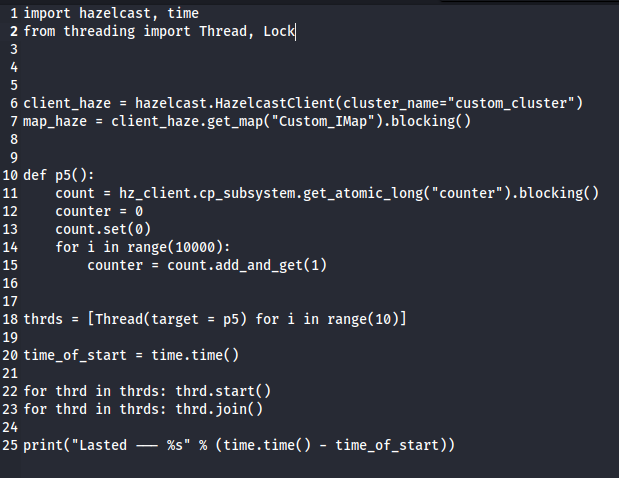 1 import hazelcast, time
2 from threading import Thread, Lock
3
4
5
6 client_haze = hazelcast.HazelcastClient(cluster_name="custom_cluster")
7 map_haze = client_haze.get_map("Custom_IMap").blocking()
8
9
10 def p5():
11     count = hz_client.cp_subsystem.get_atomic_long("counter").blocking()
12     counter = 0
13     count.set(0)
14     for i in range(10000):
15         counter = count.add_and_get(1)
16
17
18 thrds = [Thread(target = p5) for i in range(10)]
19
20 time_of_start = time.time()
21
22 for thrd in thrds: thrd.start()
23 for thrd in thrds: thrd.join()
24
25 print("Lasted --- %s" % (time.time() - time_of_start))